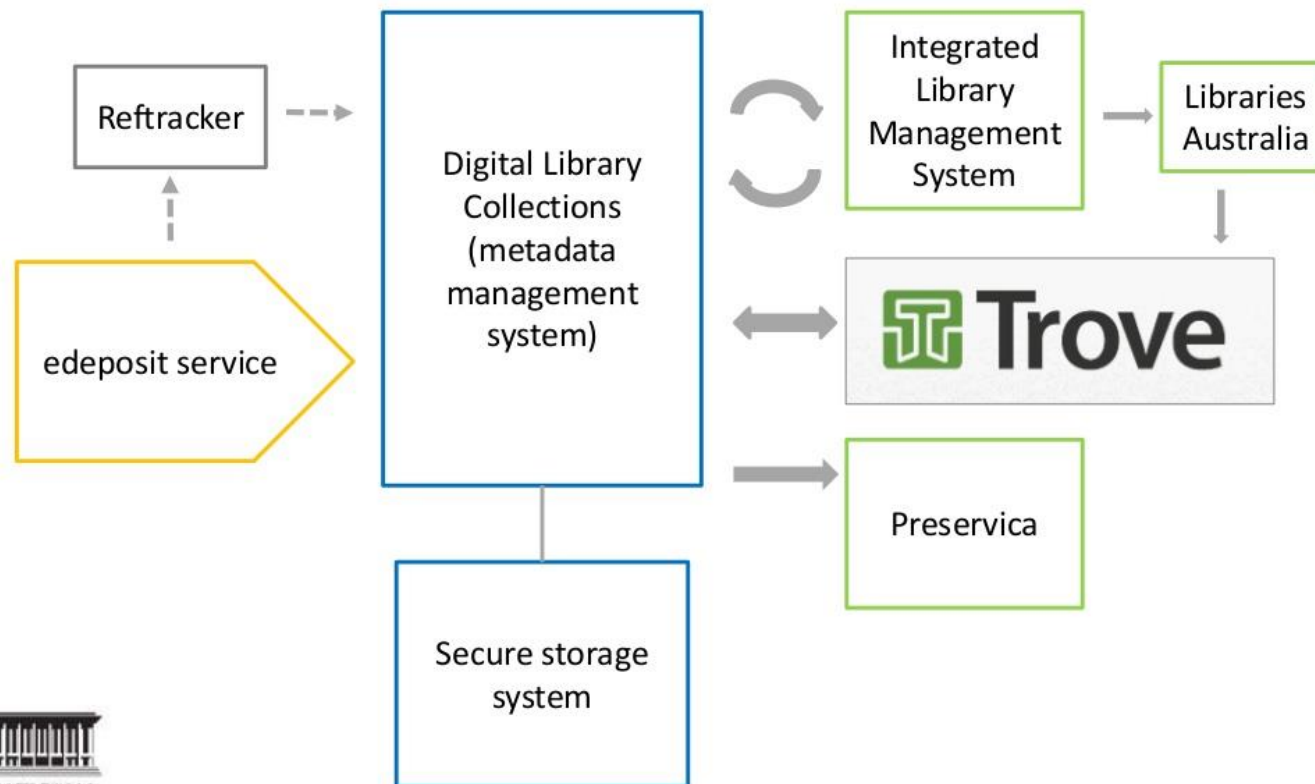 Reftracker
edeposit service
Digital Library
Collections
(metadata
management
system)
Secure storage
system
Integrated
Library
Management
System
Libraries
Australia
Trove
Preservica